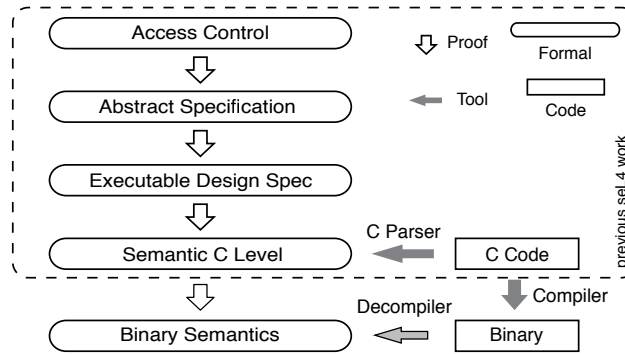 Access Control
Proof
Formal
Abstract Specification
Tool
Code
Executable Design Spec
previous sel 4 work
C Parser
Semantic C Level
C Code
Decompiler
Compiler
Binary Semantics
Binary